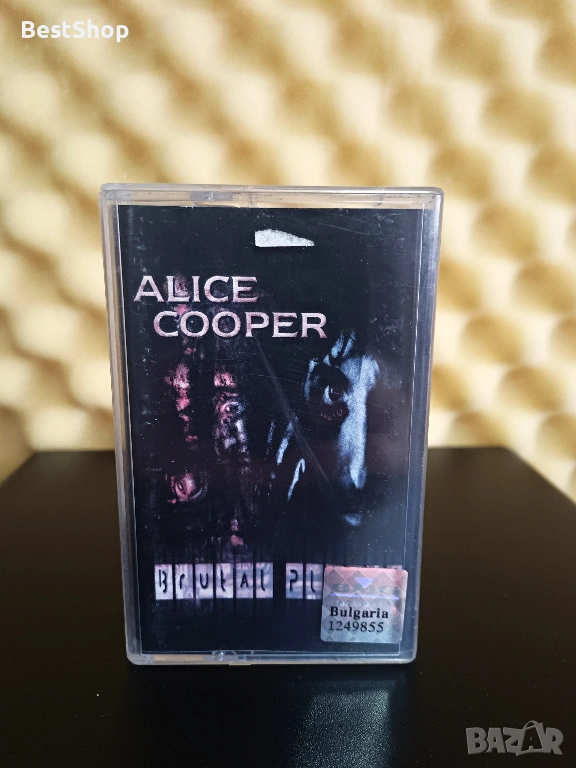 BestShop
ALICE
COOPER
BrutAl Pl
Bulgaria
1249855
BAZAR